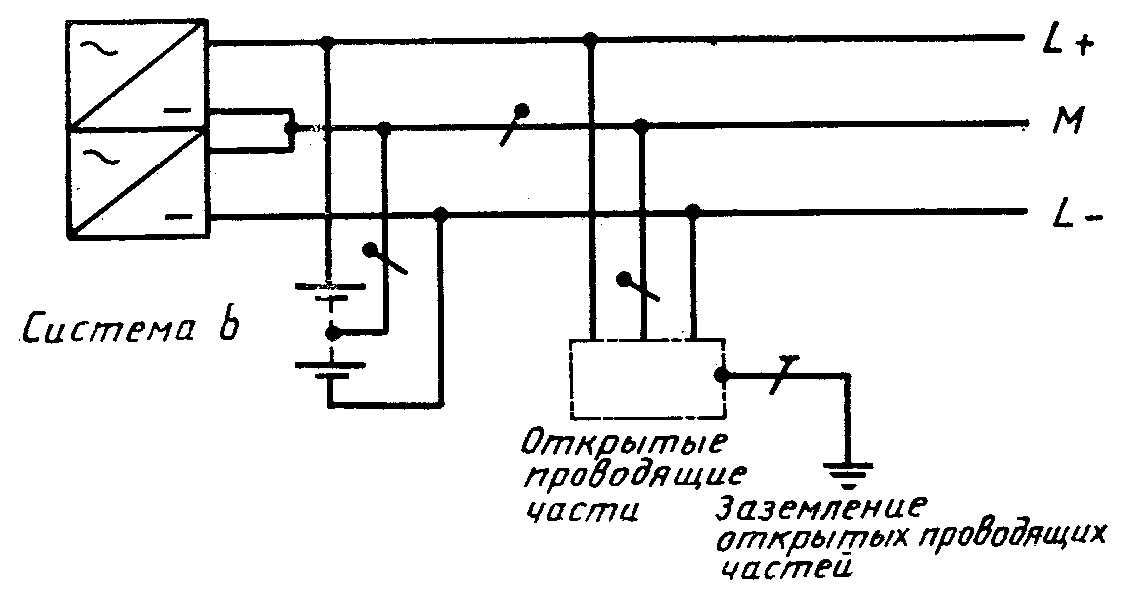 L+
M
L-
Система b
Открытые
проводящие
части
Заземление
открытых проводящих
частей